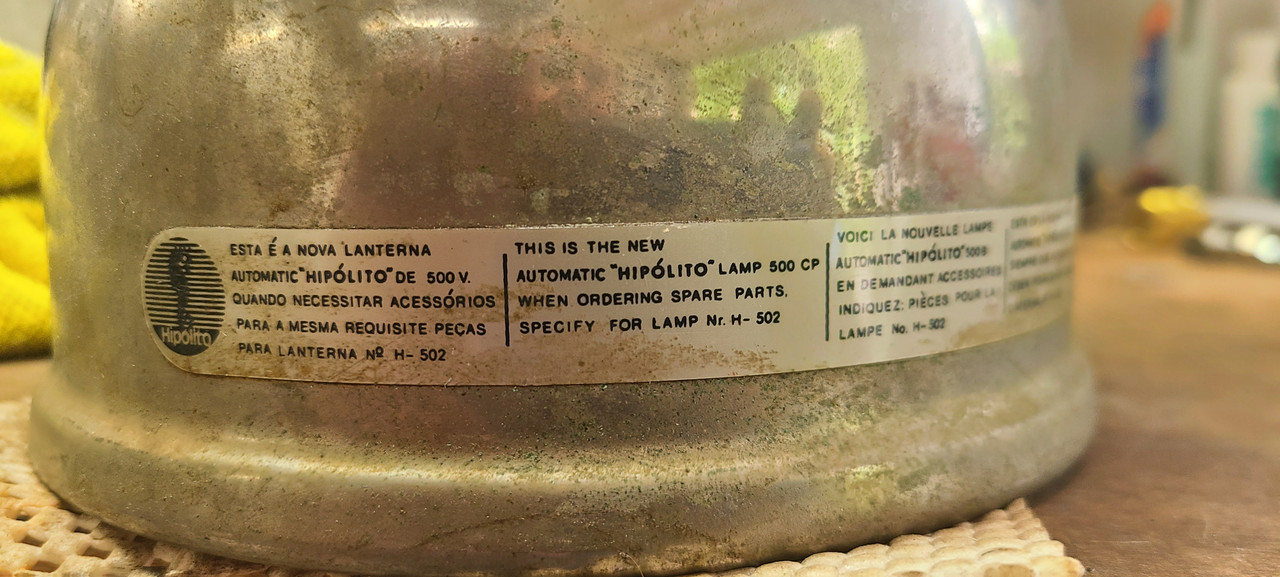 Hipólito
ESTA É A NOVA LANTERNA
AUTOMATIC "HIPÓLITO" DE 500 V.
QUANDO NECESSITAR ACESSÓRIOS
PARA A MESMA REQUISITE PEÇAS
PARA LANTERNA Nº H-502
THIS IS THE NEW
AUTOMATIC "HIPÓLITO" LAMP 500 CP
WHEN ORDERING SPARE PARTS,
SPECIFY FOR LAMP Nr. H-502
VOICI LA NOUVELLE LAMPE
AUTOMATIC "HIPÓLITO"
EN DEMANDANT ACCESSOIRES
INDIQUEZ: PIÈCES POUR LA
LAMPE No. H-502